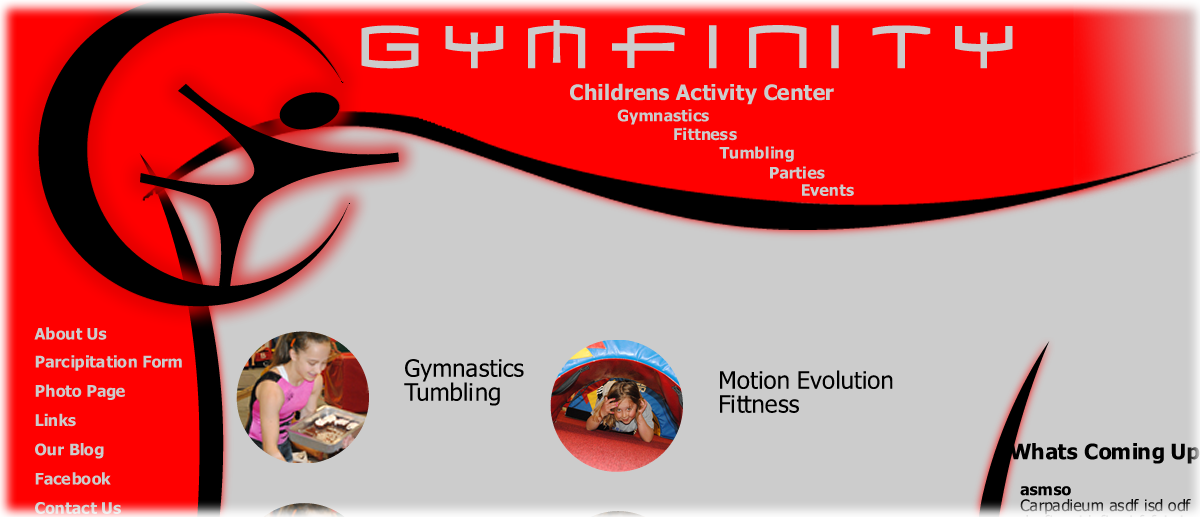 GYMFINITY
Childrens Activity Center
Gymnastics
Fittness
Tumbling
Parties
Events
About Us
Parcipitation Form
Photo Page
Links
Our Blog
Facebook
Contact Us
Gymnastics
Tumbling
Motion Evolution
Fittness
Whats Coming Up
asmso
Carpadieum asdf isd odf